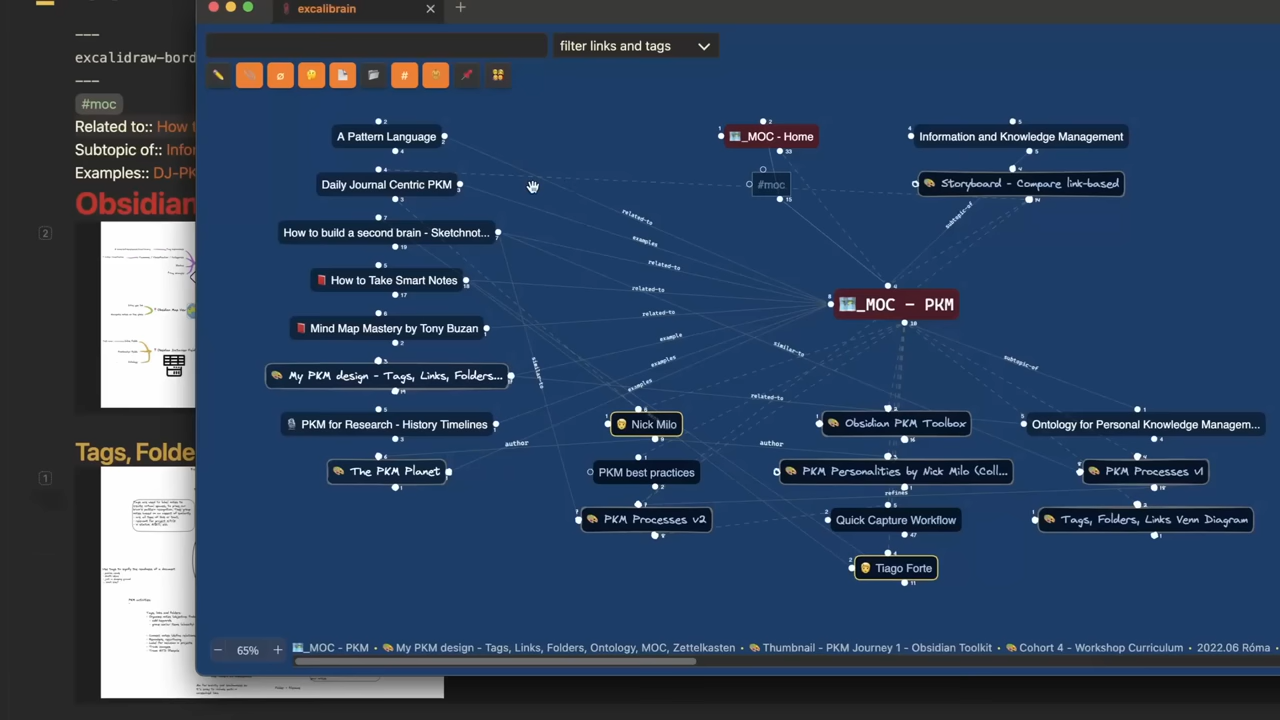 excalibrain
---
excalidraw-bord
---
#moc
Related to:: How t
Subtopic of:: Infor
Examples:: DJ-PK
Obsidian
2
Tags, Folde
1
filter links and tags
#
A Pattern Language
_MOC - Home
Information and Knowledge Management
Daily Journal Centric PKM
#moc
Storyboard - Compare link-based
How to build a second brain - Sketchnot...
How to Take Smart Notes
_MOC - PKM
Mind Map Mastery by Tony Buzan
My PKM design - Tags, Links, Folders...
PKM for Research - History Timelines
Nick Milo
Obsidian PKM Toolbox
Ontology for Personal Knowledge Managem...
The PKM Planet
PKM best practices
PKM Personalities by Nick Milo (Coll...
PKM Processes v1
PKM Processes v2
Quick Capture Workflow
Tags, Folders, Links Venn Diagram
Tiago Forte
related-to
examples
related-to
related-to
related-to
example
examples
examples
similar-to
similar-to
related-to
subtopic-of
subtopic-of
author
author
refines
- 65% +
_MOC - PKM • My PKM design - Tags, Links, Folders, Ontology, MOC, Zettelkasten • Thumbnail - PKM Journey 1 - Obsidian Toolkit • Cohort 4 - Workshop Curriculum • 2022.06 Róma